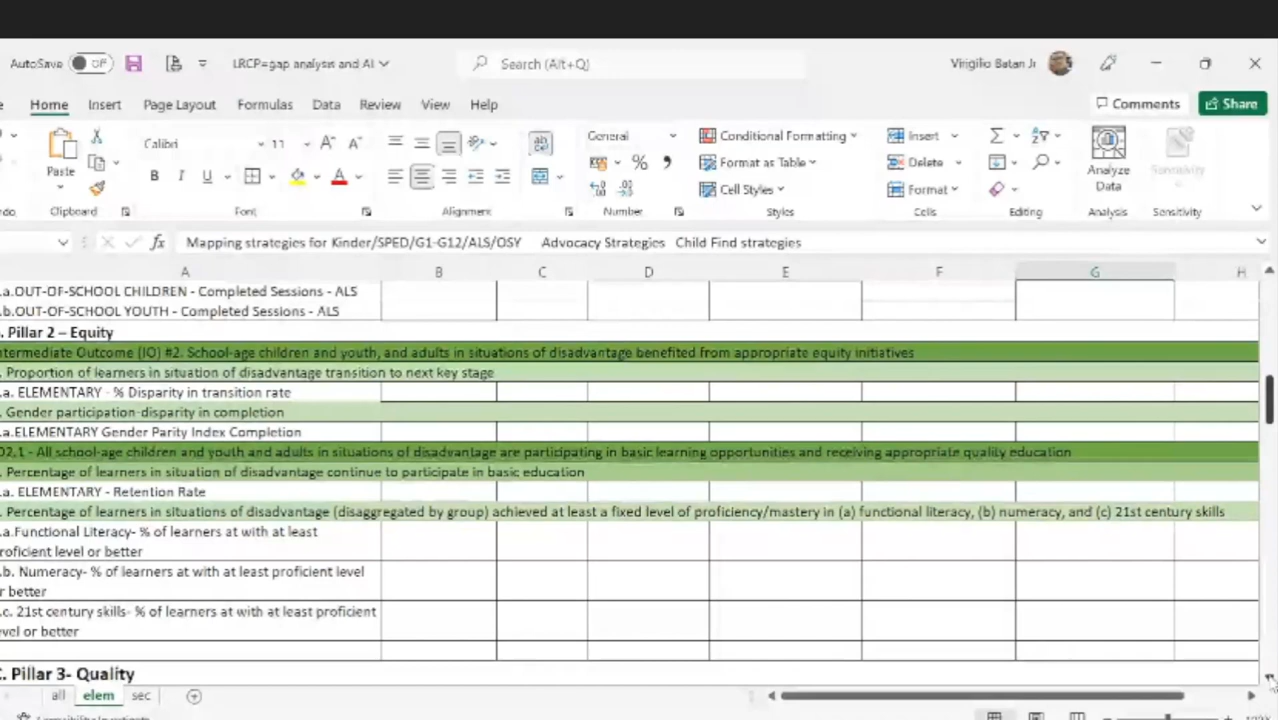 AutoSave Off LRCP=gap analysis and AI Search (Alt+Q) Virgilio Batan Jr
Home Insert Page Layout Formulas Data Review View Help Comments Share
Paste Calibri 11 General Conditional Formatting Insert
B I U A % Format as Table Delete Analyze Sensitivity
Cell Styles Format Data
Clipboard Font Alignment Number Styles Cells Editing Analysis Sensitivity
fx Mapping strategies for Kinder/SPED/G1-G12/ALS/OSY Advocacy Strategies Child Find strategies
A B C D E F G H
.a.OUT-OF-SCHOOL CHILDREN - Completed Sessions - ALS
.b.OUT-OF-SCHOOL YOUTH - Completed Sessions - ALS
. Pillar 2 – Equity
ntermediate Outcome (IO) #2. School-age children and youth, and adults in situations of disadvantage benefited from appropriate equity initiatives
. Proportion of learners in situation of disadvantage transition to next key stage
.a. ELEMENTARY - % Disparity in transition rate
. Gender participation-disparity in completion
.a.ELEMENTARY Gender Parity Index Completion
O2,1 - All school-age children and youth and adults in situations of disadvantage are participating in basic learning opportunities and receiving appropriate quality education
. Percentage of learners in situation of disadvantage continue to participate in basic education
.a. ELEMENTARY - Retention Rate
. Percentage of learners in situations of disadvantage (disaggregated by group) achieved at least a fixed level of proficiency/mastery in (a) functional literacy, (b) numeracy, and (c) 21st century skills
.a.Functional Literacy- % of learners at with at least
roficient level or better
.b. Numeracy- % of learners at with at least proficient level
r better
.c. 21st century skills- % of learners at with at least proficient
evel or better
C. Pillar 3- Quality
all elem sec